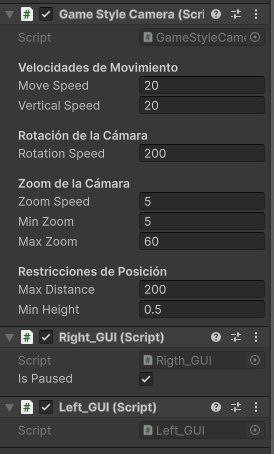 Game Style Camera (Scri
Script
GameStyleCame
Velocidades de Movimiento
Move Speed
20
Vertical Speed
20
Rotación de la Cámara
Rotation Speed
200
Zoom de la Cámara
Zoom Speed
5
Min Zoom
5
Max Zoom
60
Restricciones de Posición
Max Distance
200
Min Height
0.5
Right_GUI (Script)
Script
Rigth_GUI
Is Paused
Left_GUI (Script)
Script
Left_GUI